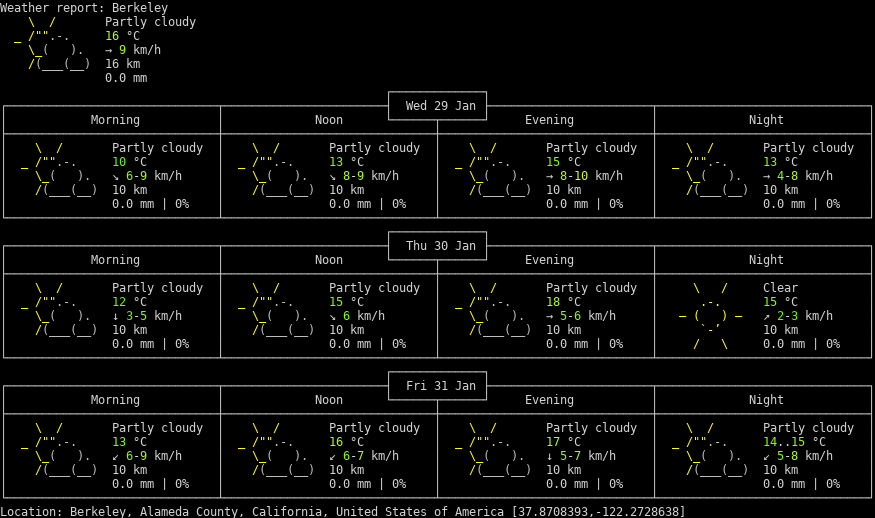 Weather report: Berkeley
Partly cloudy
16 °C
→ 9 km/h
16 km
0.0 mm
Wed 29 Jan
Morning Noon Evening Night
Partly cloudy Partly cloudy Partly cloudy Partly cloudy
10 °C 13 °C 15 °C 13 °C
↘ 6-9 km/h ↘ 8-9 km/h → 8-10 km/h → 4-8 km/h
10 km 10 km 10 km 10 km
0.0 mm | 0% 0.0 mm | 0% 0.0 mm | 0% 0.0 mm | 0%
Thu 30 Jan
Morning Noon Evening Night
Partly cloudy Partly cloudy Partly cloudy Clear
12 °C 15 °C 18 °C 15 °C
↓ 3-5 km/h ↘ 6 km/h → 5-6 km/h ↗ 2-3 km/h
10 km 10 km 10 km 10 km
0.0 mm | 0% 0.0 mm | 0% 0.0 mm | 0% 0.0 mm | 0%
Fri 31 Jan
Morning Noon Evening Night
Partly cloudy Partly cloudy Partly cloudy Partly cloudy
13 °C 16 °C 17 °C 14..15 °C
↙ 6-9 km/h ↙ 6-7 km/h ↓ 5-7 km/h ↙ 5-8 km/h
10 km 10 km 10 km 10 km
0.0 mm | 0% 0.0 mm | 0% 0.0 mm | 0% 0.0 mm | 0%
Location: Berkeley, Alameda County, California, United States of America [37.8708393,-122.2728638]